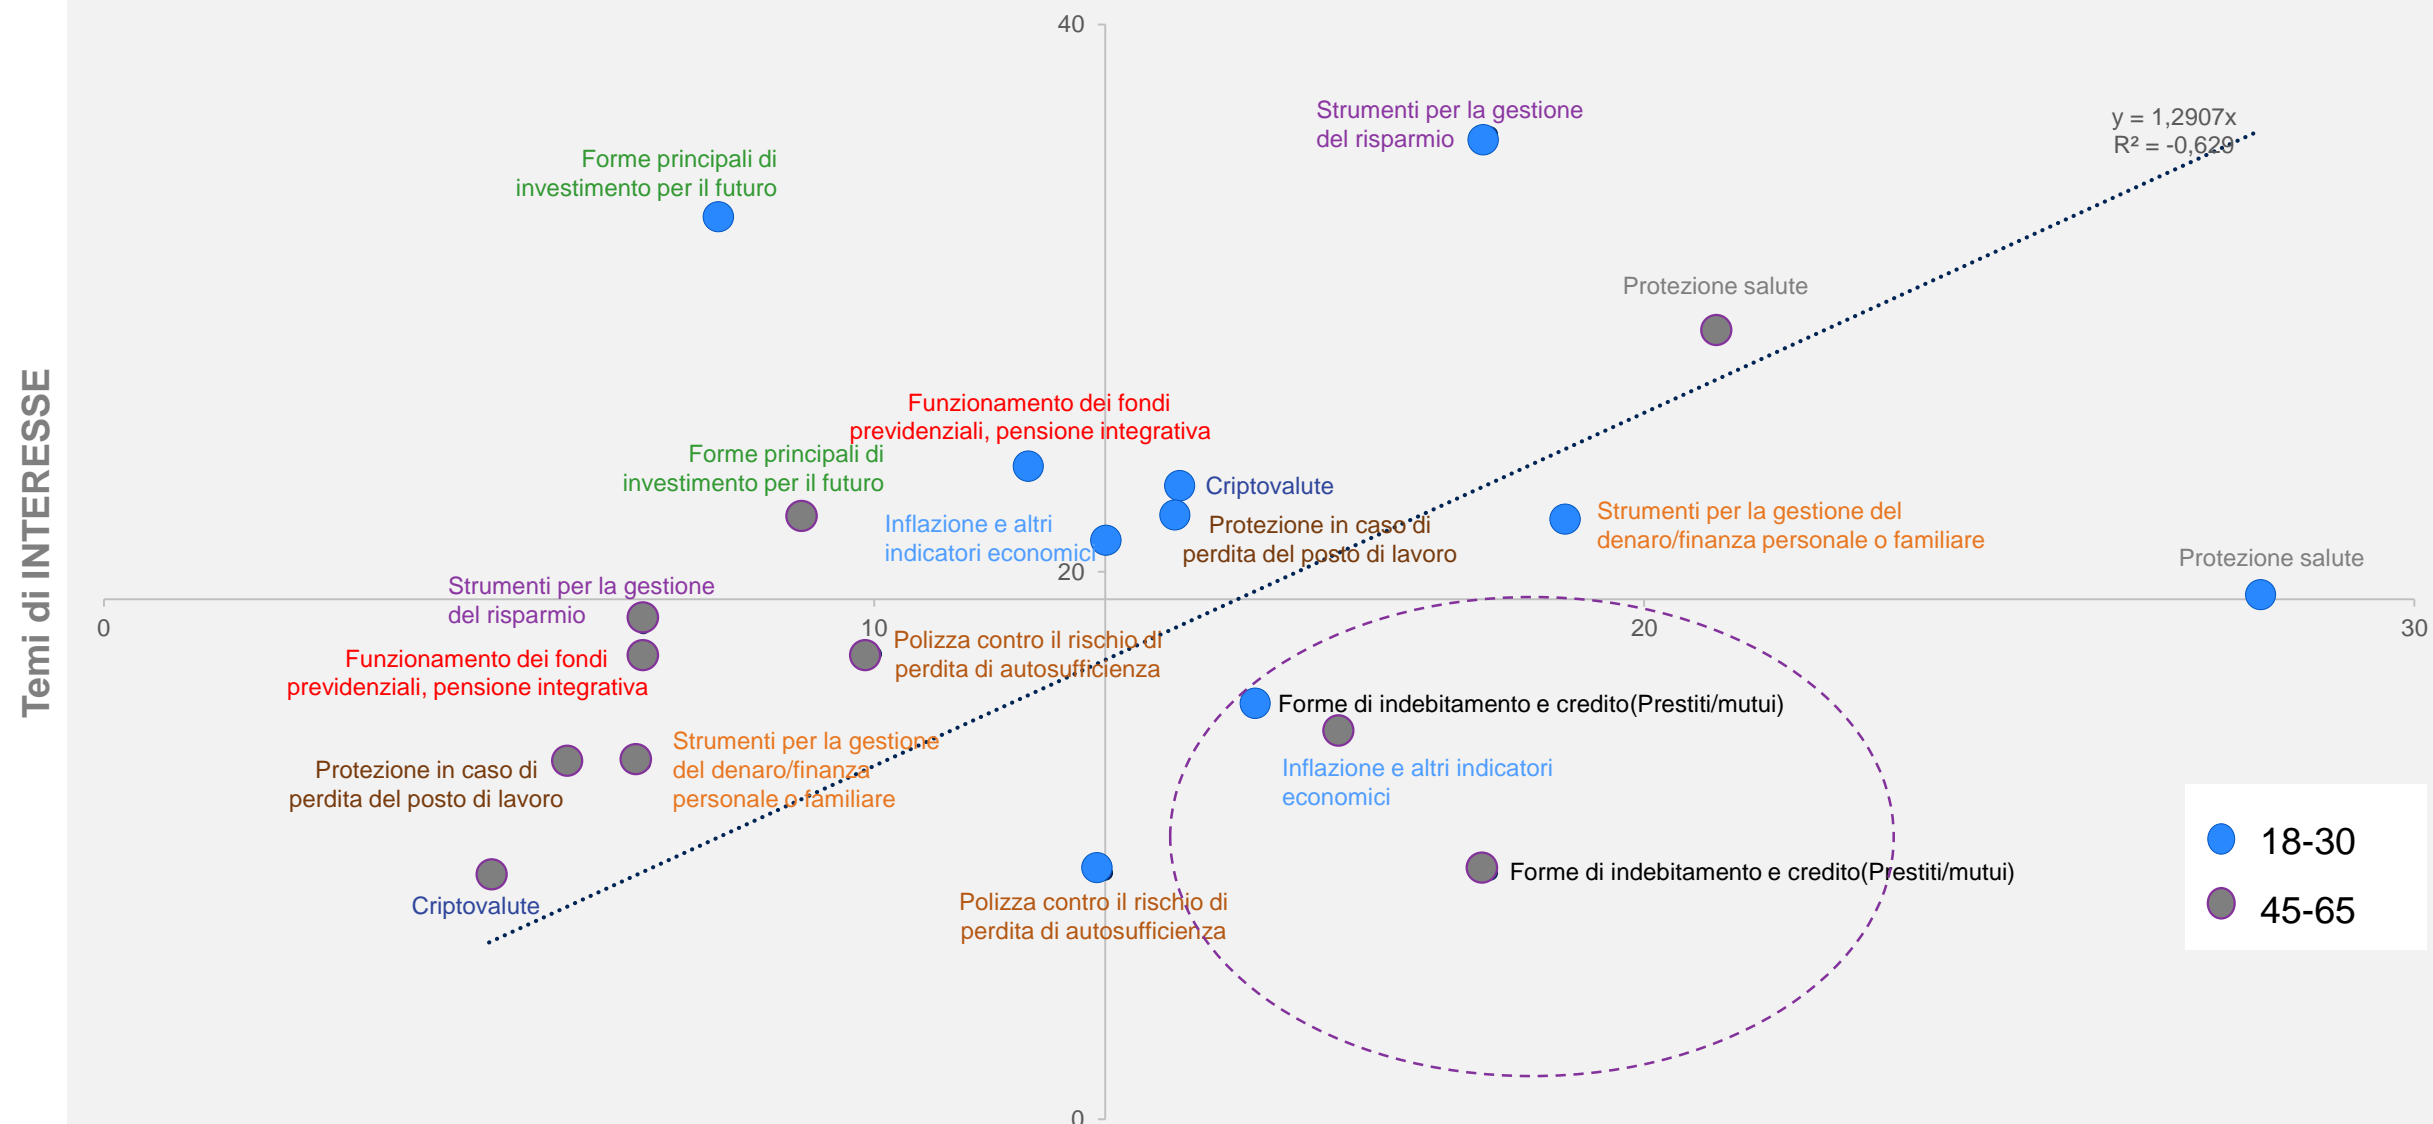 40
Strumenti per la gestione
del risparmio
y = 1,2907x
R² = -0,629
Forme principali di
investimento per il futuro
Protezione salute
Temi di INTERESSE
Funzionamento dei fondi
previdenziali, pensione integrativa
Forme principali di
investimento per il futuro
Criptovalute
Inflazione e altri
indicatori economici
Protezione in caso di
perdita del posto di lavoro
Strumenti per la gestione del
denaro/finanza personale o familiare
Protezione salute
20
Strumenti per la gestione
del risparmio
0
10
20
30
Polizza contro il rischio di
perdita di autosufficienza
Funzionamento dei fondi
previdenziali, pensione integrativa
Forme di indebitamento e credito(Prestiti/mutui)
Strumenti per la gestione
del denaro/finanza
personale o familiare
Protezione in caso di
perdita del posto di lavoro
Inflazione e altri indicatori
economici
18-30
45-65
Forme di indebitamento e credito(Prestiti/mutui)
Criptovalute
Polizza contro il rischio di
perdita di autosufficienza
0